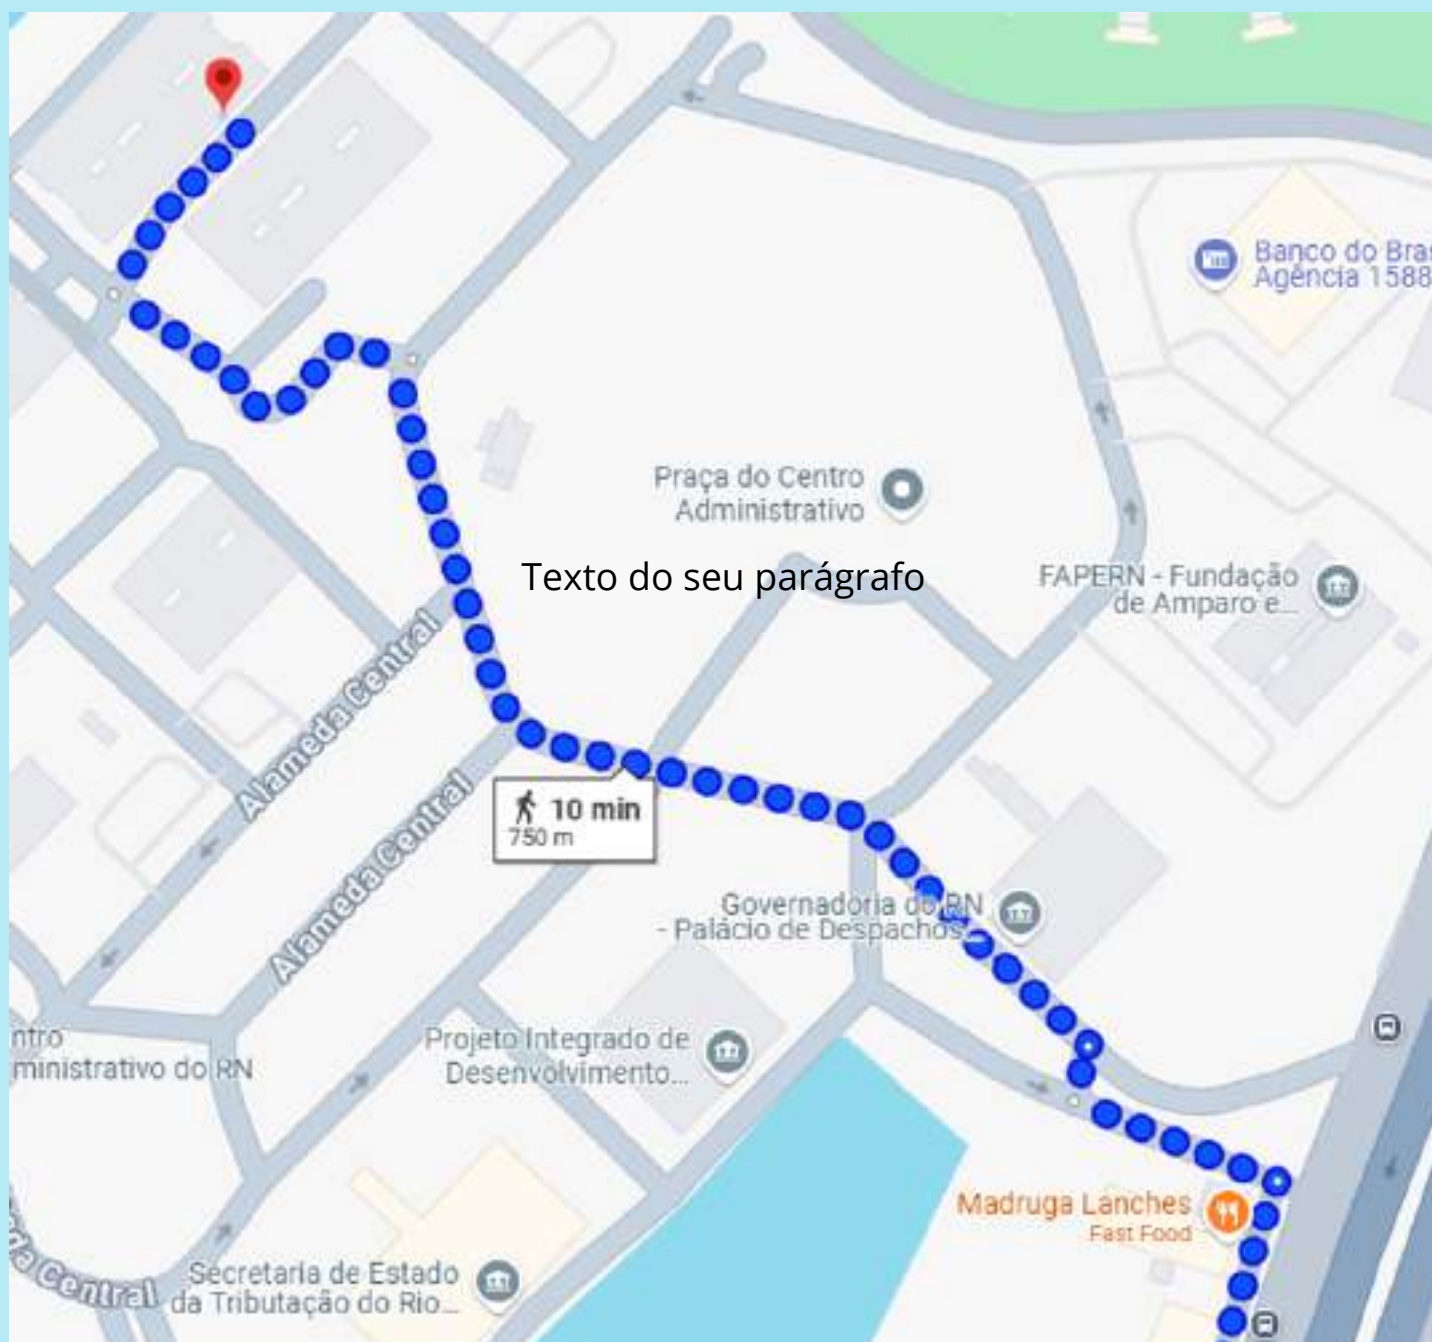 Banco do Bras
Agência 1588
Praça do Centro
Administrativo
Texto do seu parágrafo
FAPERN - Fundação
de Amparo e...
Alameda Central
Alameda Central
10 min
750 m
Governadoria do RN
- Palácio de Despachos...
Projeto Integrado de
Desenvolvimento...
ntro
ministrativo do RN
Madruga Lanches
Fast Food
Secretaria de Estado
da Tributação do Rio...
eda Central